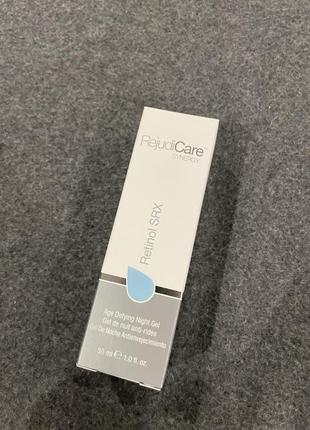 RejudiCare™
SYNERGY
Retinol SRX
Age Defying Night Gel
Gel de nuit anti-rides
Gel De Noche Antienvejecimiento
30 ml ℮ 1.0 fl. oz.